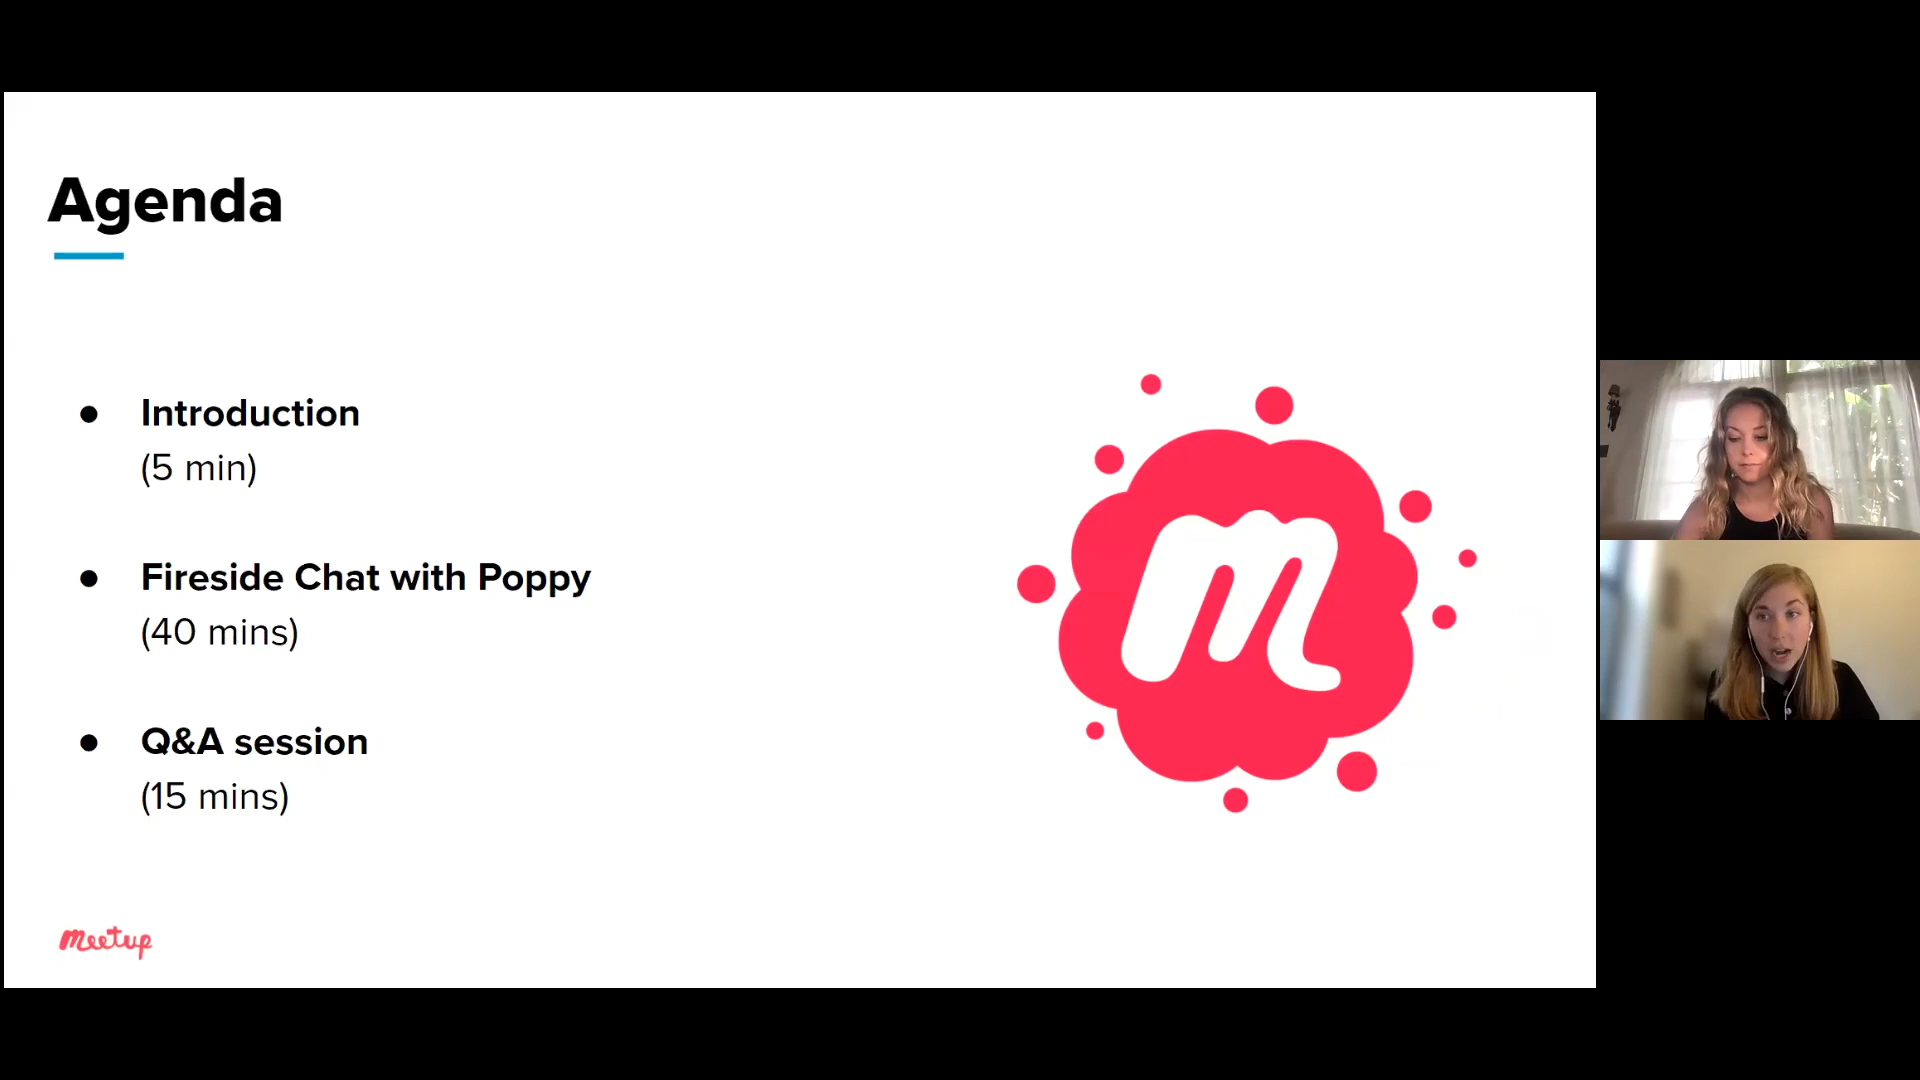 Agenda
● Introduction
(5 min)
● Fireside Chat with Poppy
(40 mins)
● Q&A session
(15 mins)
m
meetup